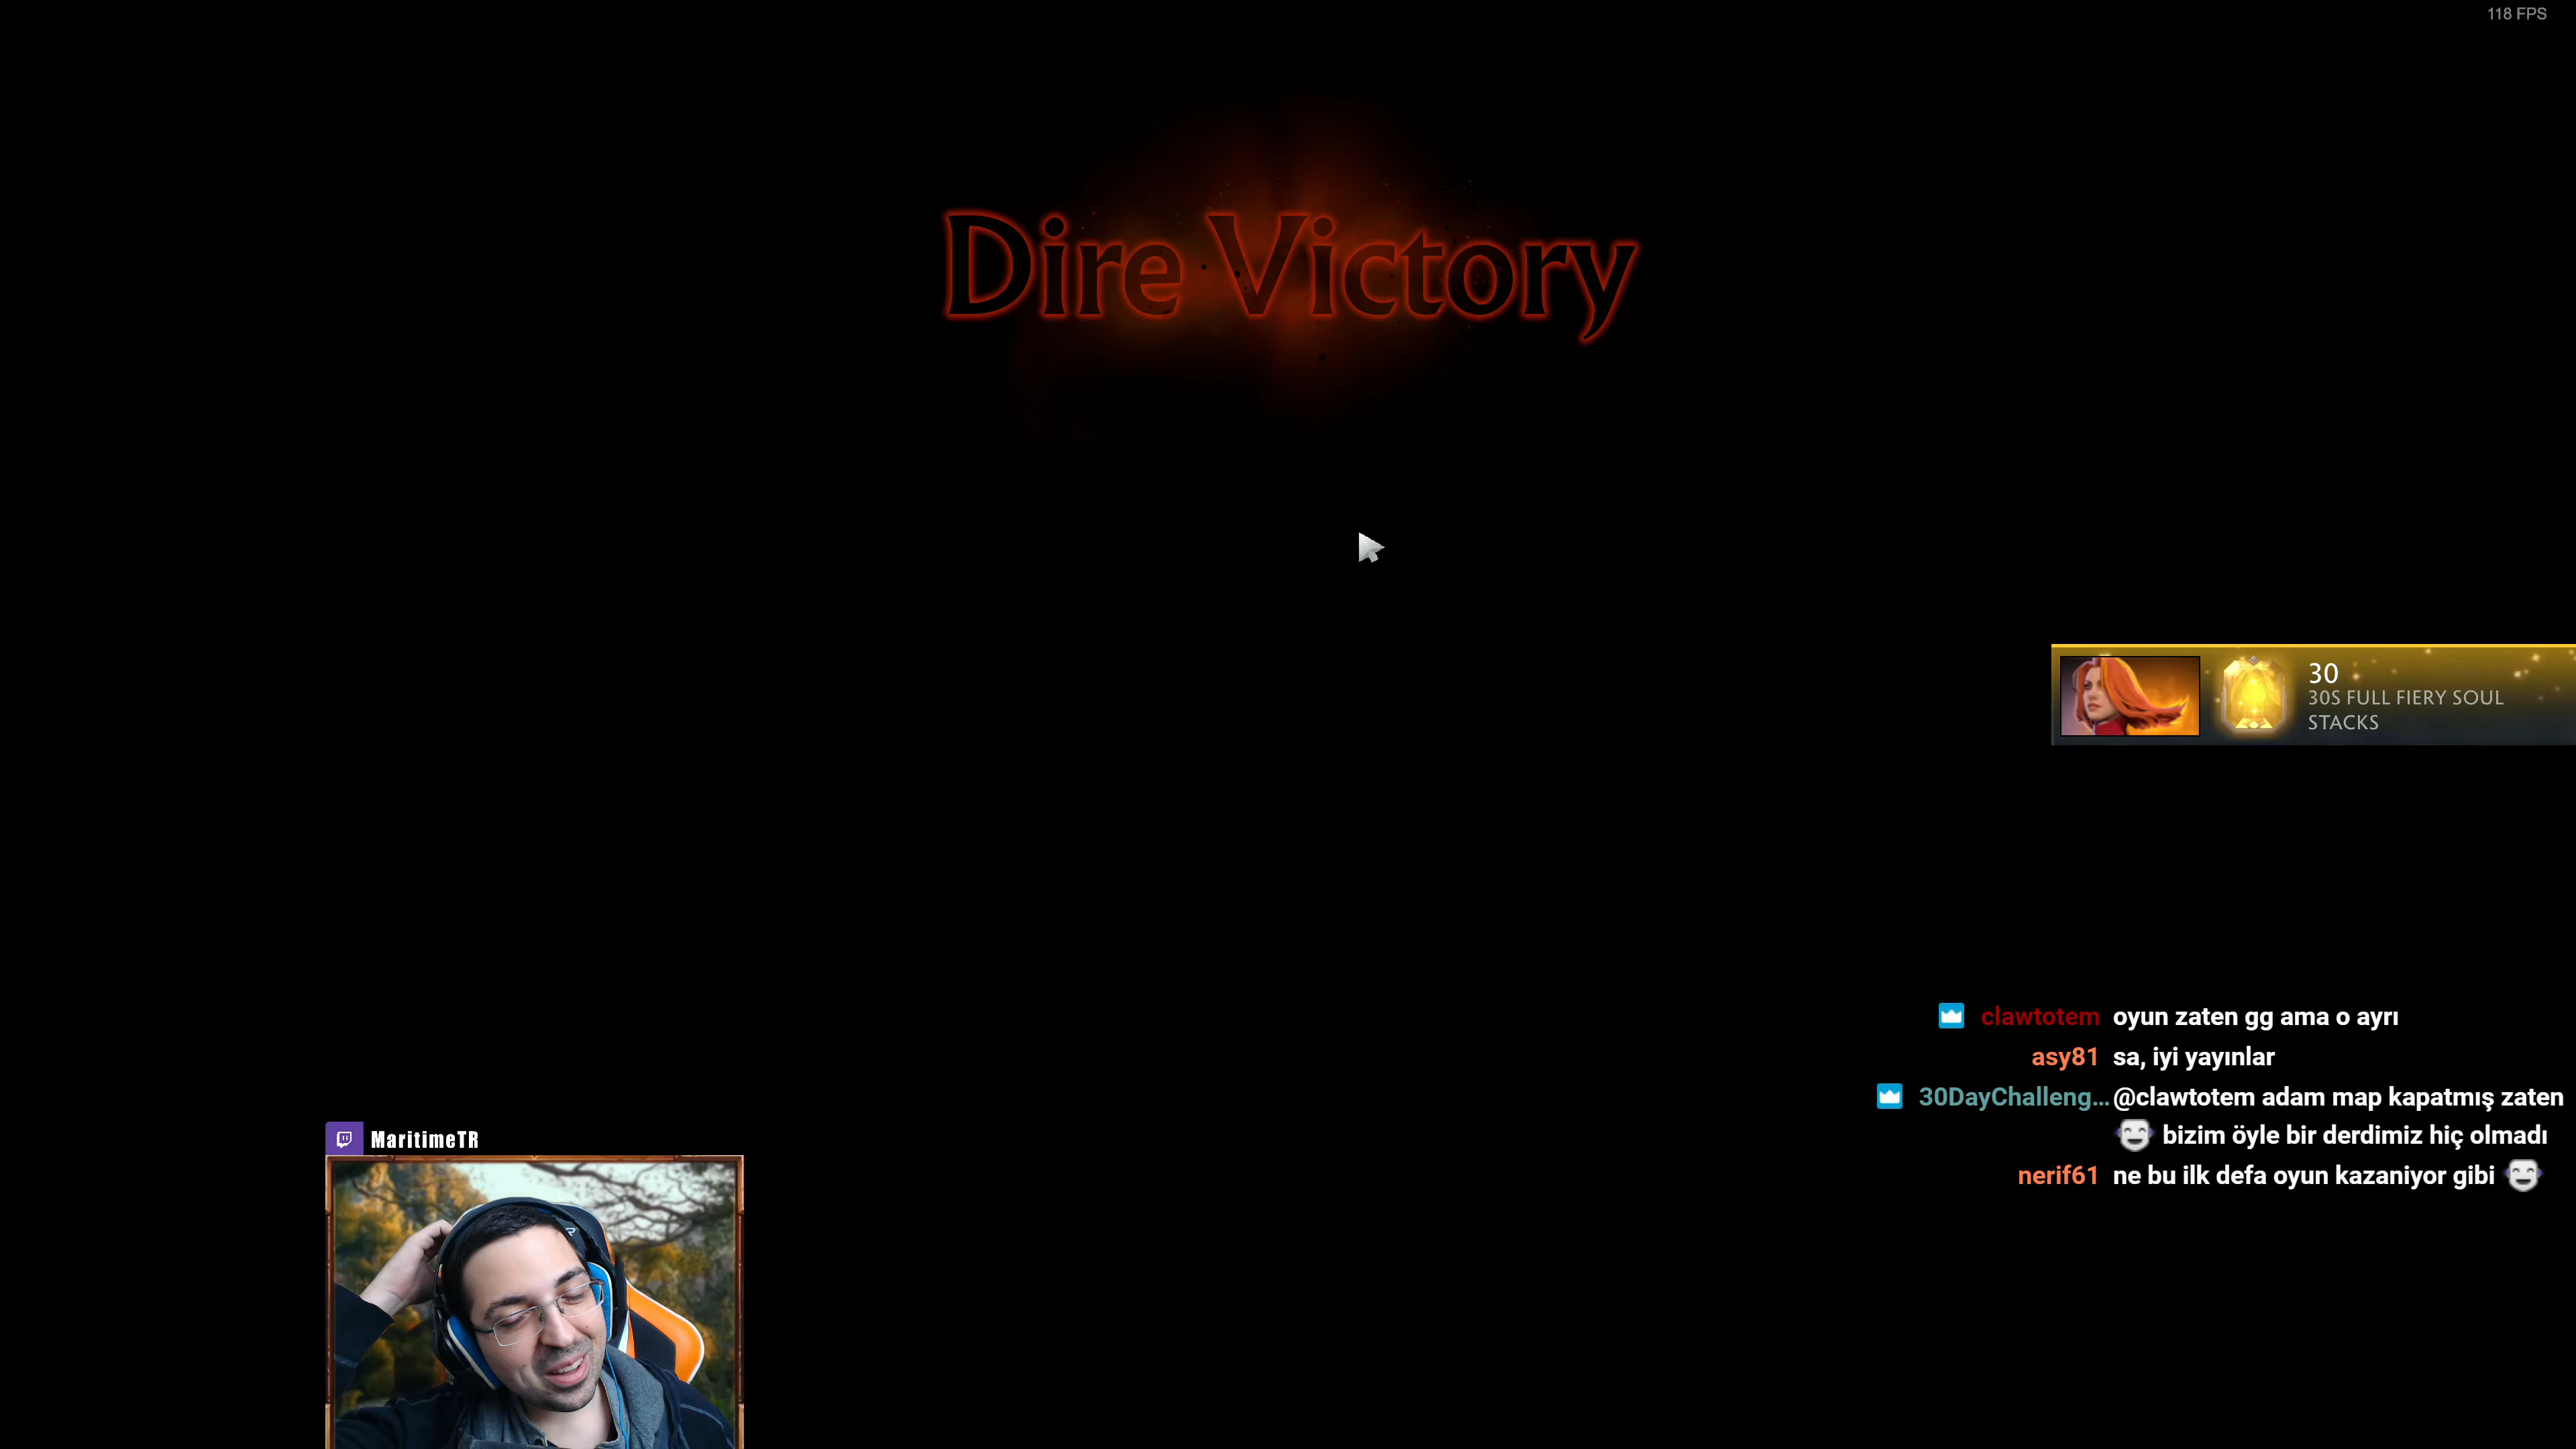 118 FPS
Dire Victory
30
30S FULL FIERY SOUL
STACKS
clawtotem oyun zaten gg ama o ayrı
asy81 sa, iyi yayınlar
30DayChalleng... @clawtotem adam map kapatmış zaten
bizim öyle bir derdimiz hiç olmadı
nerif61 ne bu ilk defa oyun kazaniyor gibi
MaritimeTR